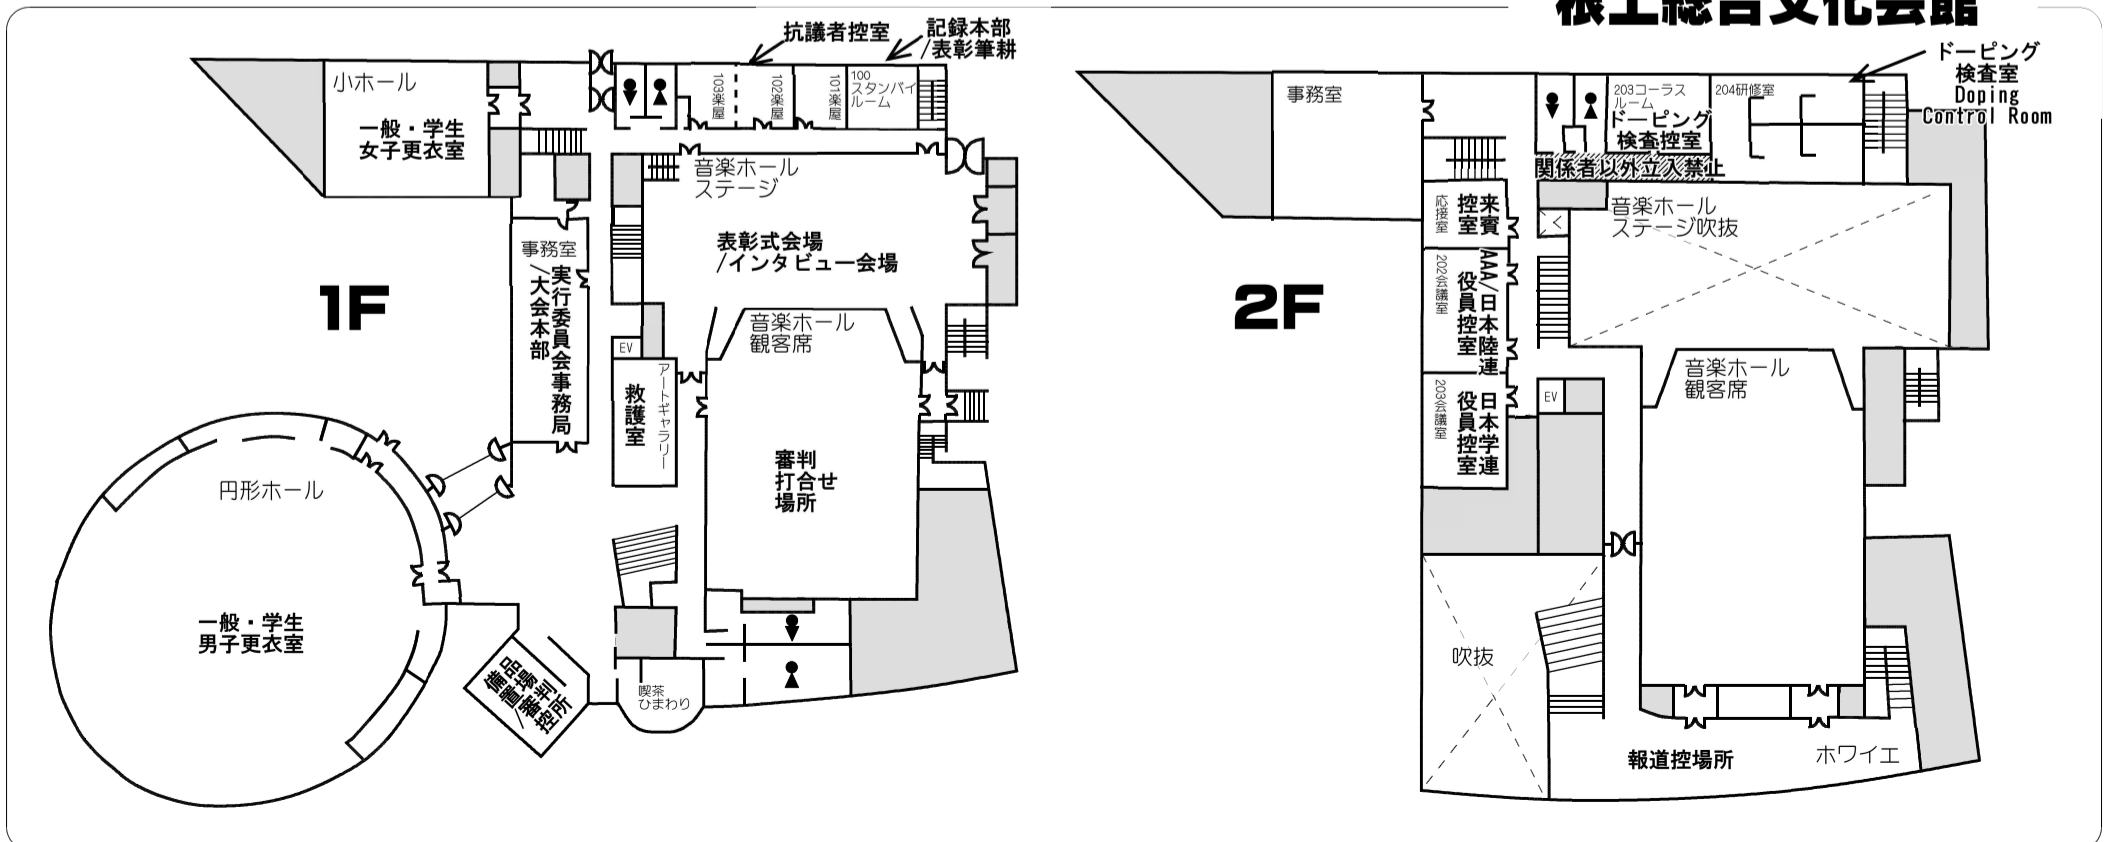 根上総合文化会館
抗議者控室
記録本部
/表彰筆耕
小ホール
一般・学生
女子更衣室
103楽屋
102楽屋
101楽屋
100
スタンバイ
ルーム
音楽ホール
ステージ
表彰式会場
/インタビュー会場
事務室
実行委員会事務局
/大会本部
1F
EV
音楽ホール
観客席
アートギャラリー
救護室
審判
打合せ
場所
円形ホール
一般・学生
男子更衣室
備品
置場
/審判
控所
喫茶
ひまわり
ドーピング
検査室
Doping
Control Room
事務室
203コーラス
ルーム
ドーピング
検査控室
204研修室
関係者以外立入禁止
応接室
来賓
控室
音楽ホール
ステージ吹抜
2F
202会議室
AAA/日本陸連
役員控室
203会議室
日本学連
役員控室
EV
音楽ホール
観客席
吹抜
報道控場所
ホワイエ